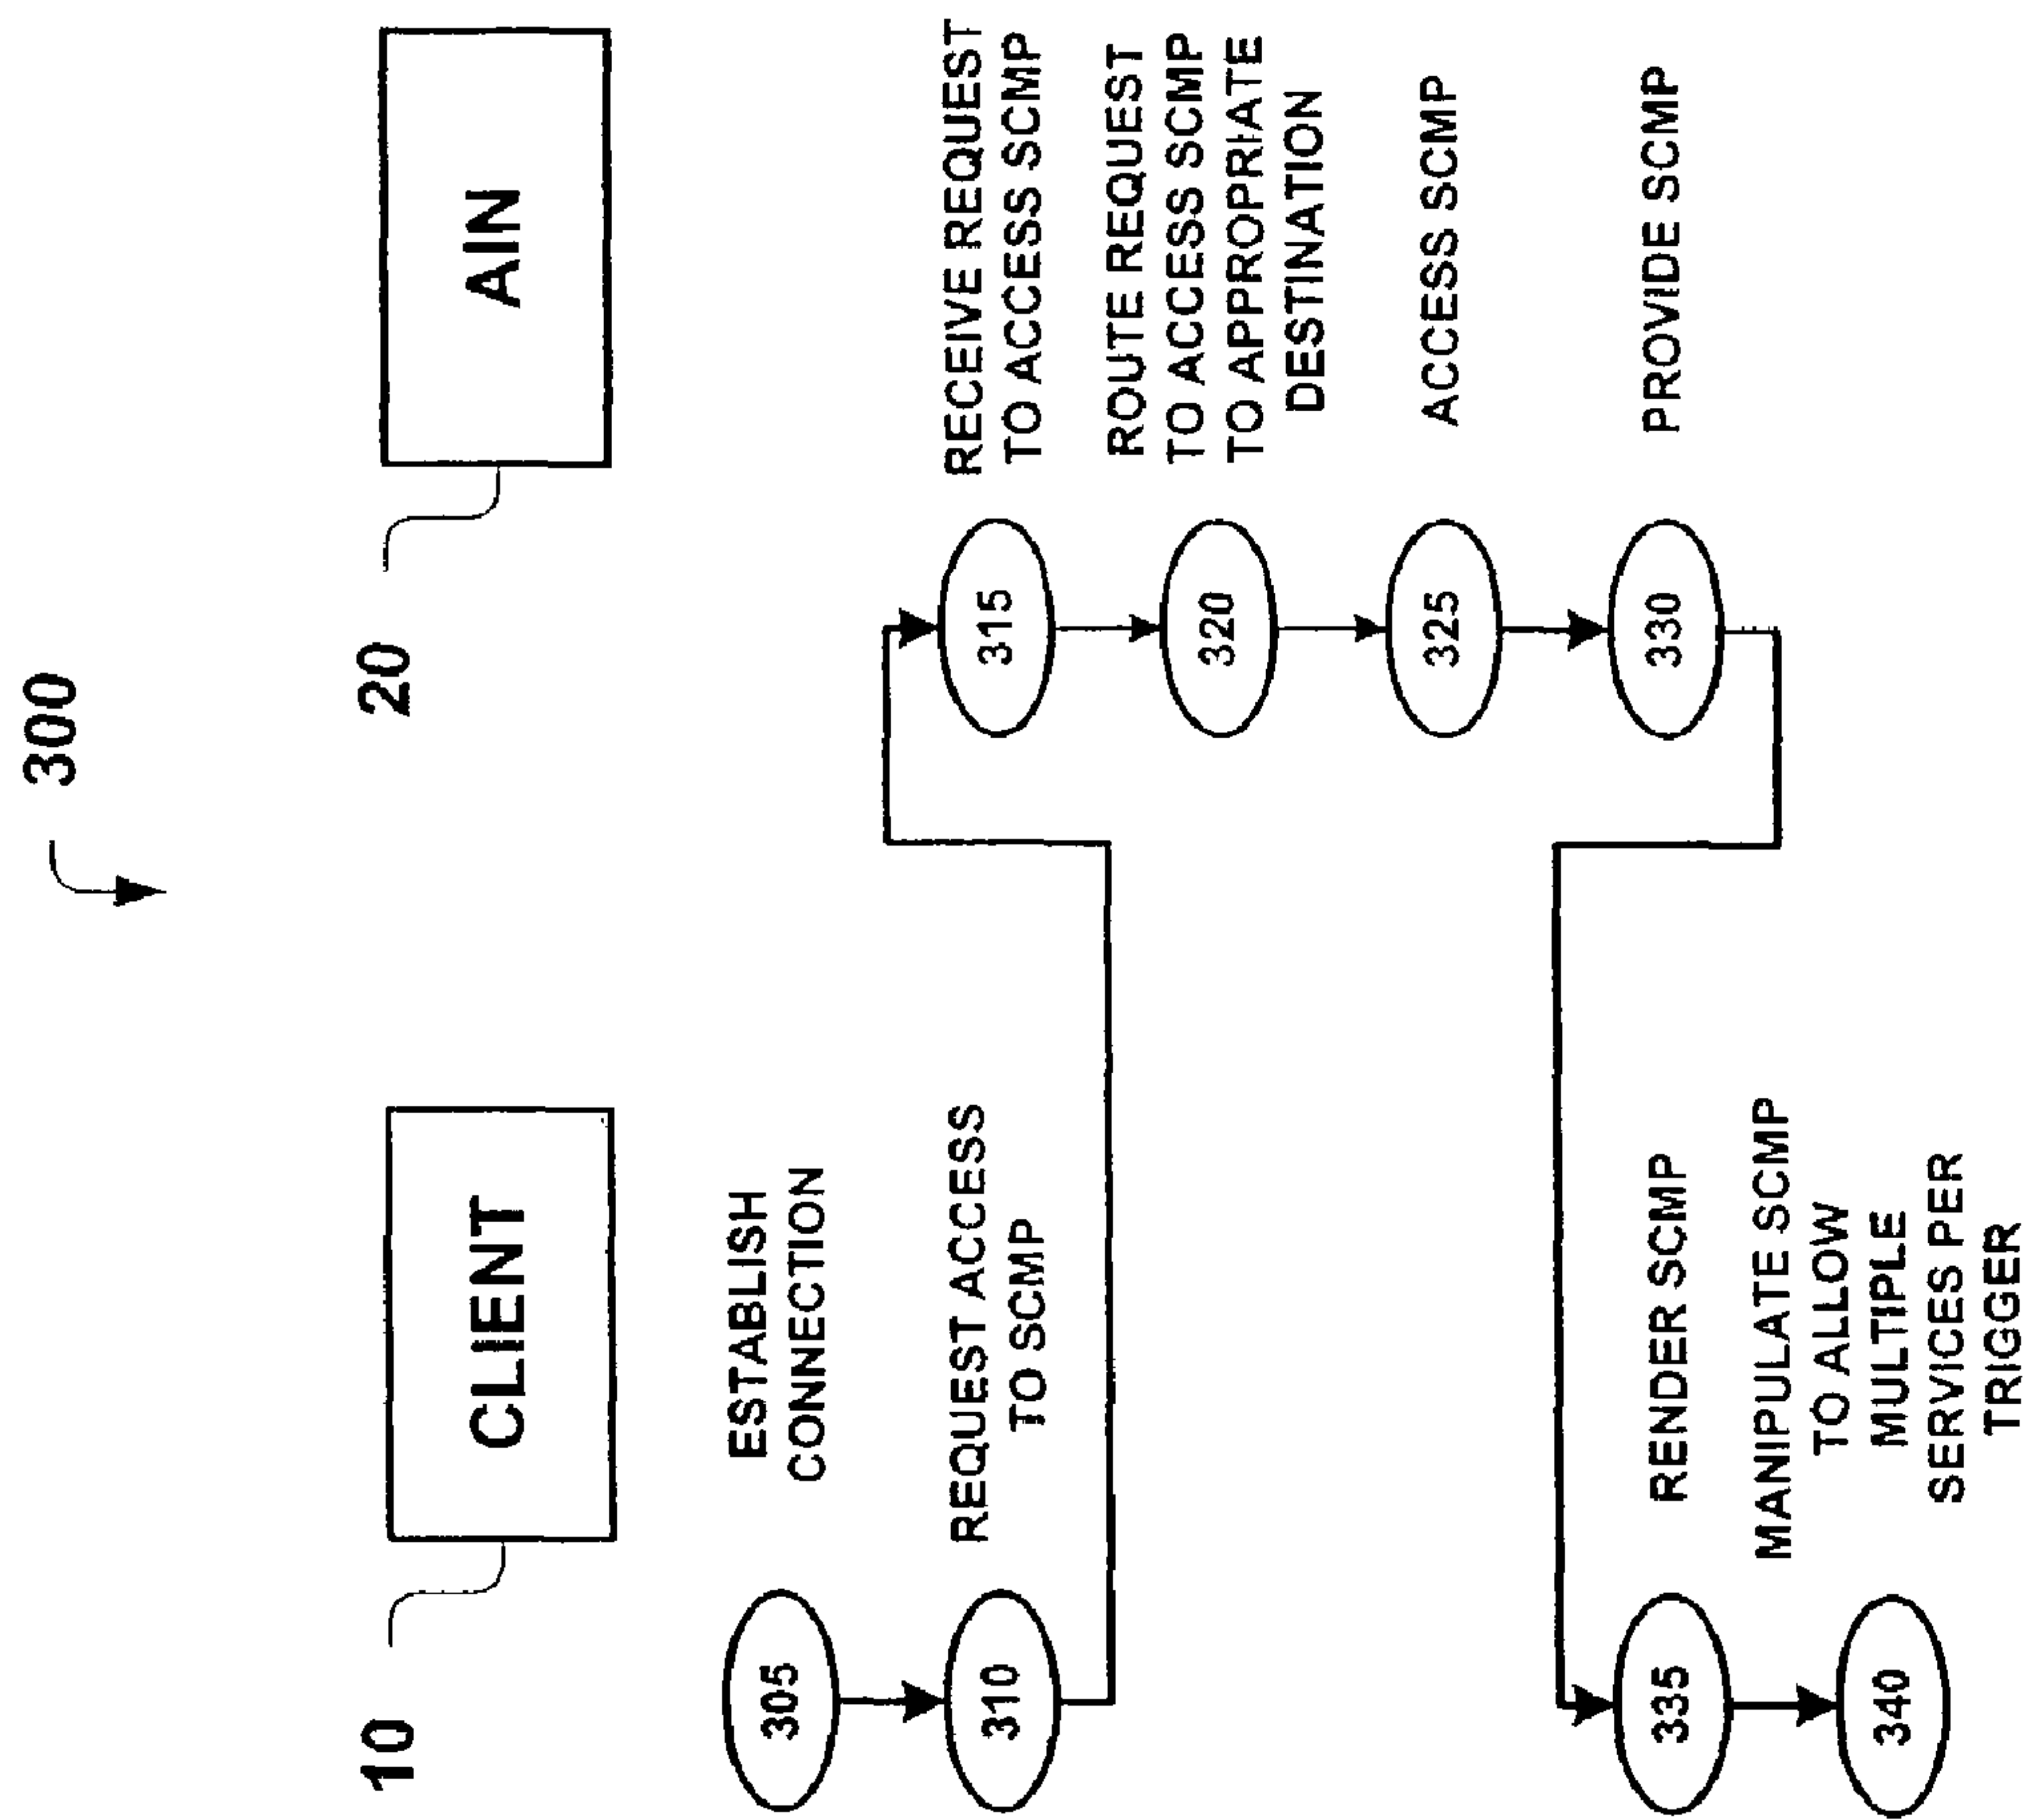 300
10
CLIENT
20
AIN
305
ESTABLISH
CONNECTION
310
REQUEST ACCESS
TO SCMP
315
RECEIVE REQUEST
TO ACCESS SCMP
320
ROUTE REQUEST
TO ACCESS SCMP
TO APPROPRIATE
DESTINATION
325
ACCESS SCMP
330
PROVIDE SCMP
335
RENDER SCMP
340
MANIPULATE SCMP
TO ALLOW
MULTIPLE
SERVICES PER
TRIGGER